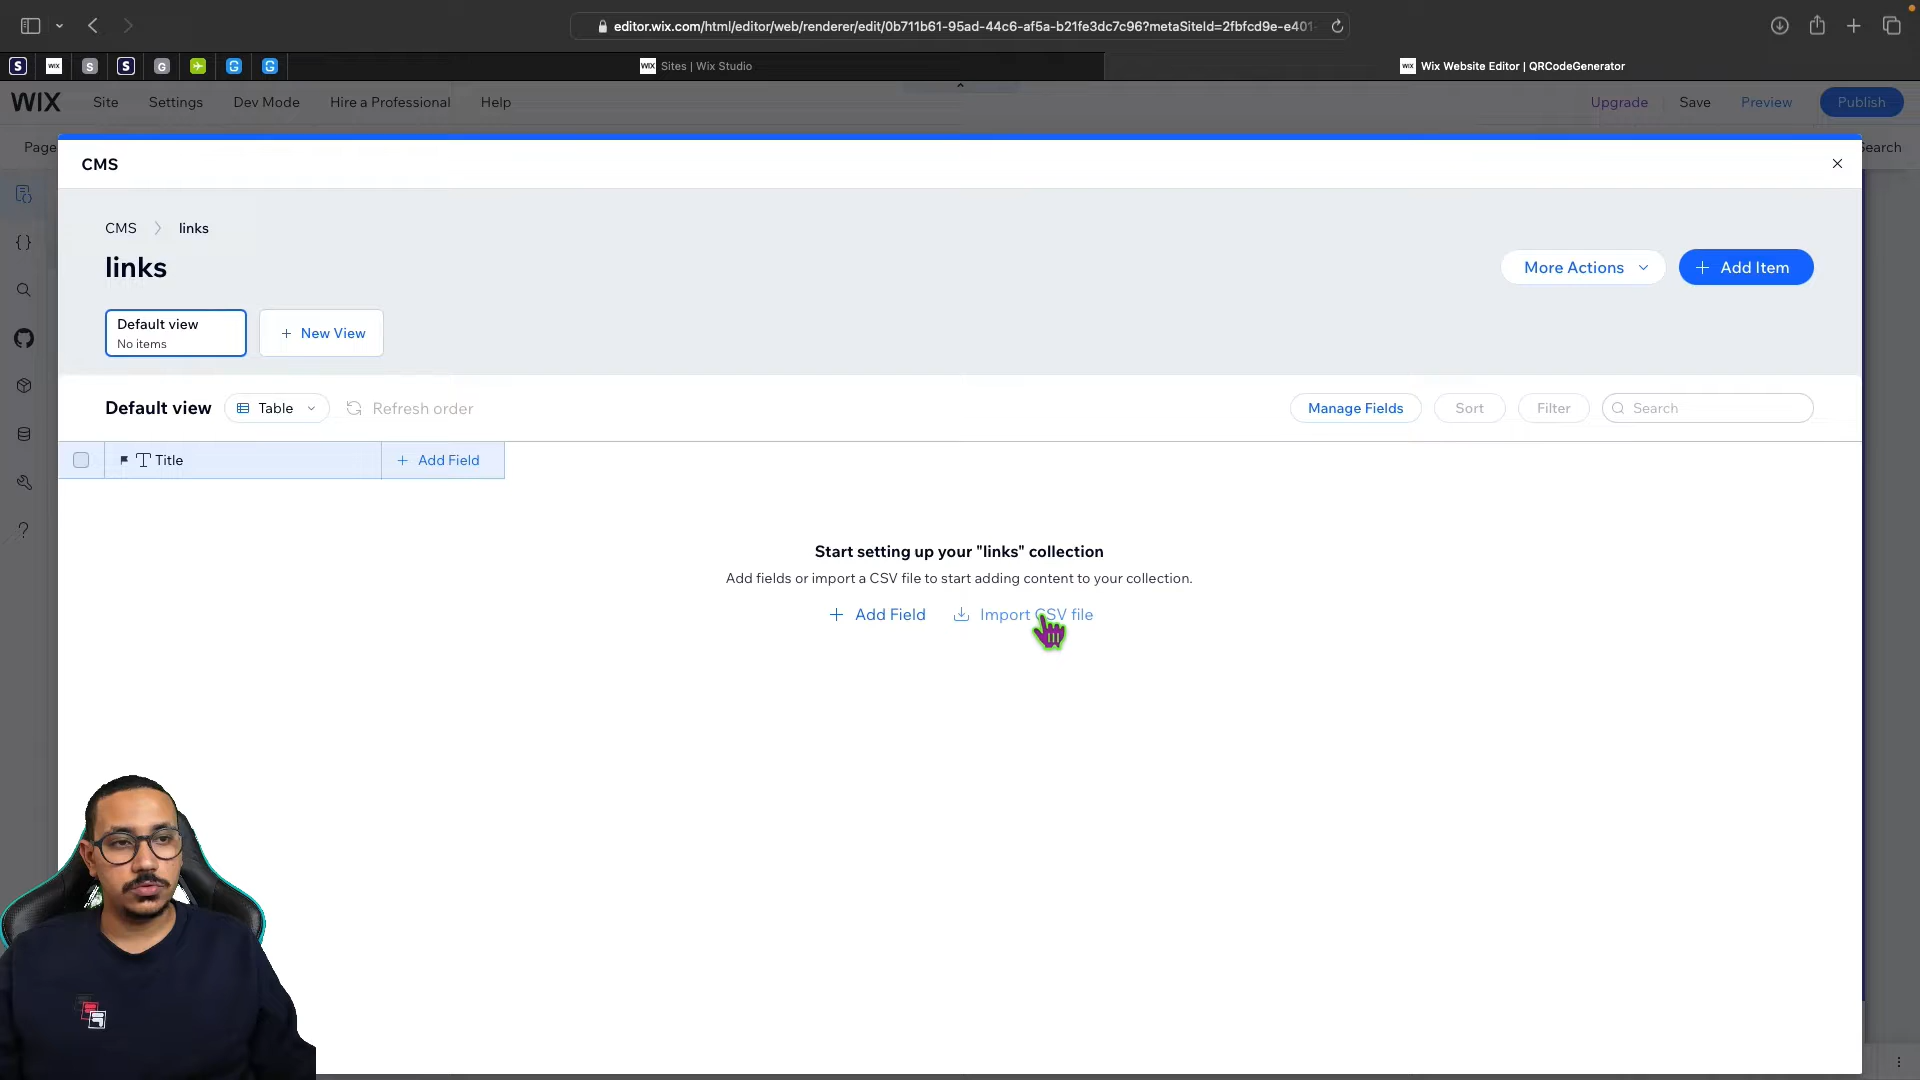 editor.wix.com/html/editor/web/renderer/edit/0b711b61-95ad-44c6-af5a-b21fe3dc7c96?metaSiteId=2fbfcd9e-e401-
S WIX S S G G G Sites | Wix Studio Wix Website Editor | QRCodeGenerator
WIX Site Settings Dev Mode Hire a Professional Help Upgrade Save Preview Publish
Page Search
CMS
CMS links
links
More Actions + Add Item
Default view
No items
+ New View
Default view Table Refresh order Manage Fields Sort Filter Search
Title + Add Field
Start setting up your "links" collection
Add fields or import a CSV file to start adding content to your collection.
+ Add Field Import CSV file